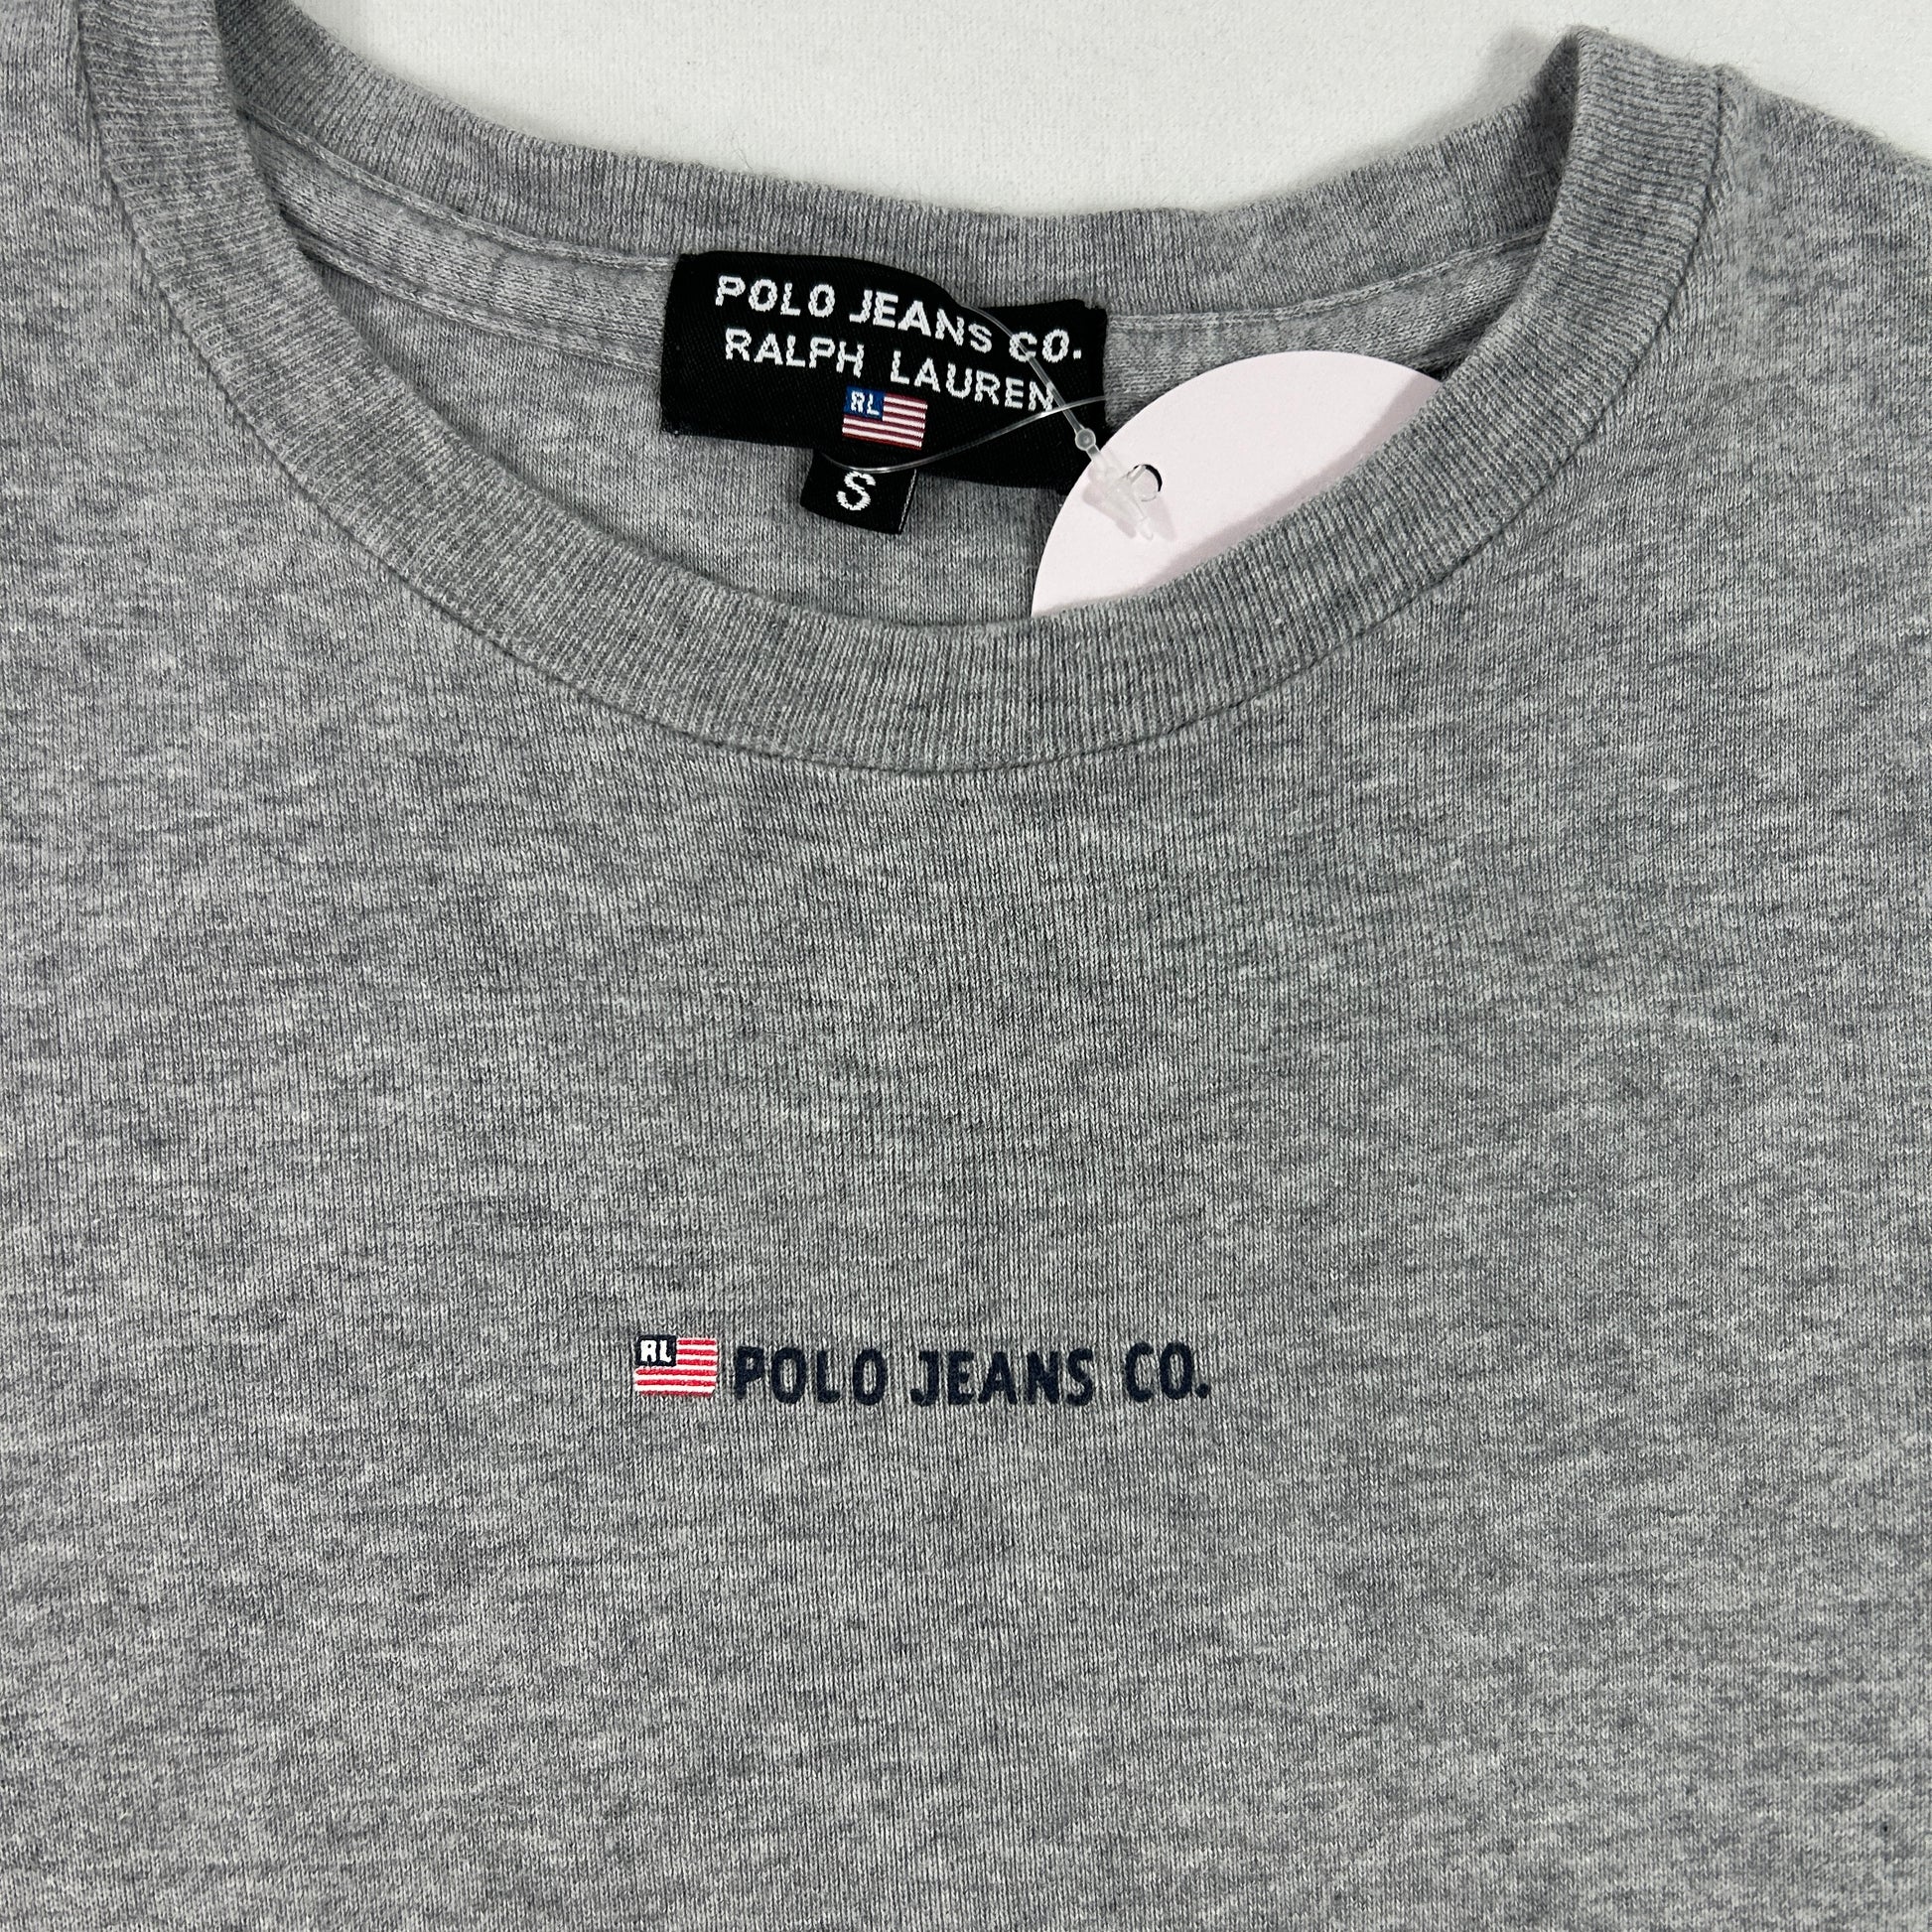 POLO JEANS CO.
RALPH LAUREN
RL
S
RL POLO JEANS CO.